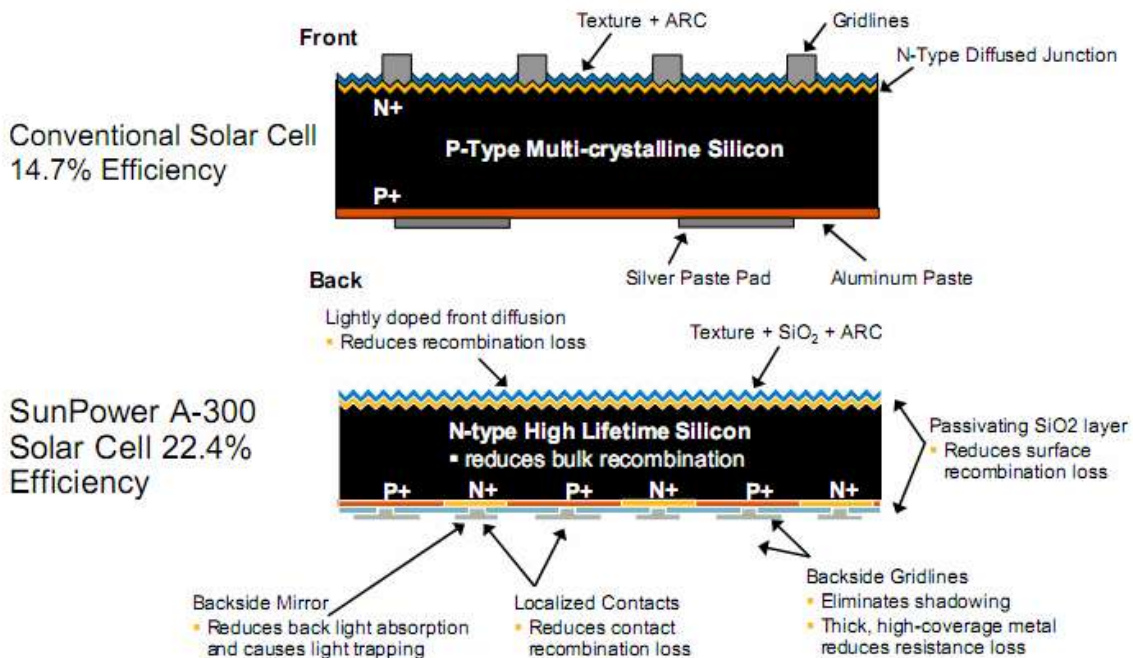 Texture + ARC
Gridlines
Front
N-Type Diffused Junction
N+
Conventional Solar Cell
14.7% Efficiency
P-Type Multi-crystalline Silicon
P+
Silver Paste Pad
Aluminum Paste
Back
Lightly doped front diffusion
▪ Reduces recombination loss
Texture + SiO₂ + ARC
SunPower A-300
Solar Cell 22.4%
Efficiency
N-type High Lifetime Silicon
▪ reduces bulk recombination
Passivating SiO2 layer
▪ Reduces surface
recombination loss
P+ N+ P+ N+ P+ N+
Backside Mirror
▪ Reduces back light absorption
and causes light trapping
Localized Contacts
▪ Reduces contact
recombination loss
Backside Gridlines
▪ Eliminates shadowing
▪ Thick, high-coverage metal
reduces resistance loss